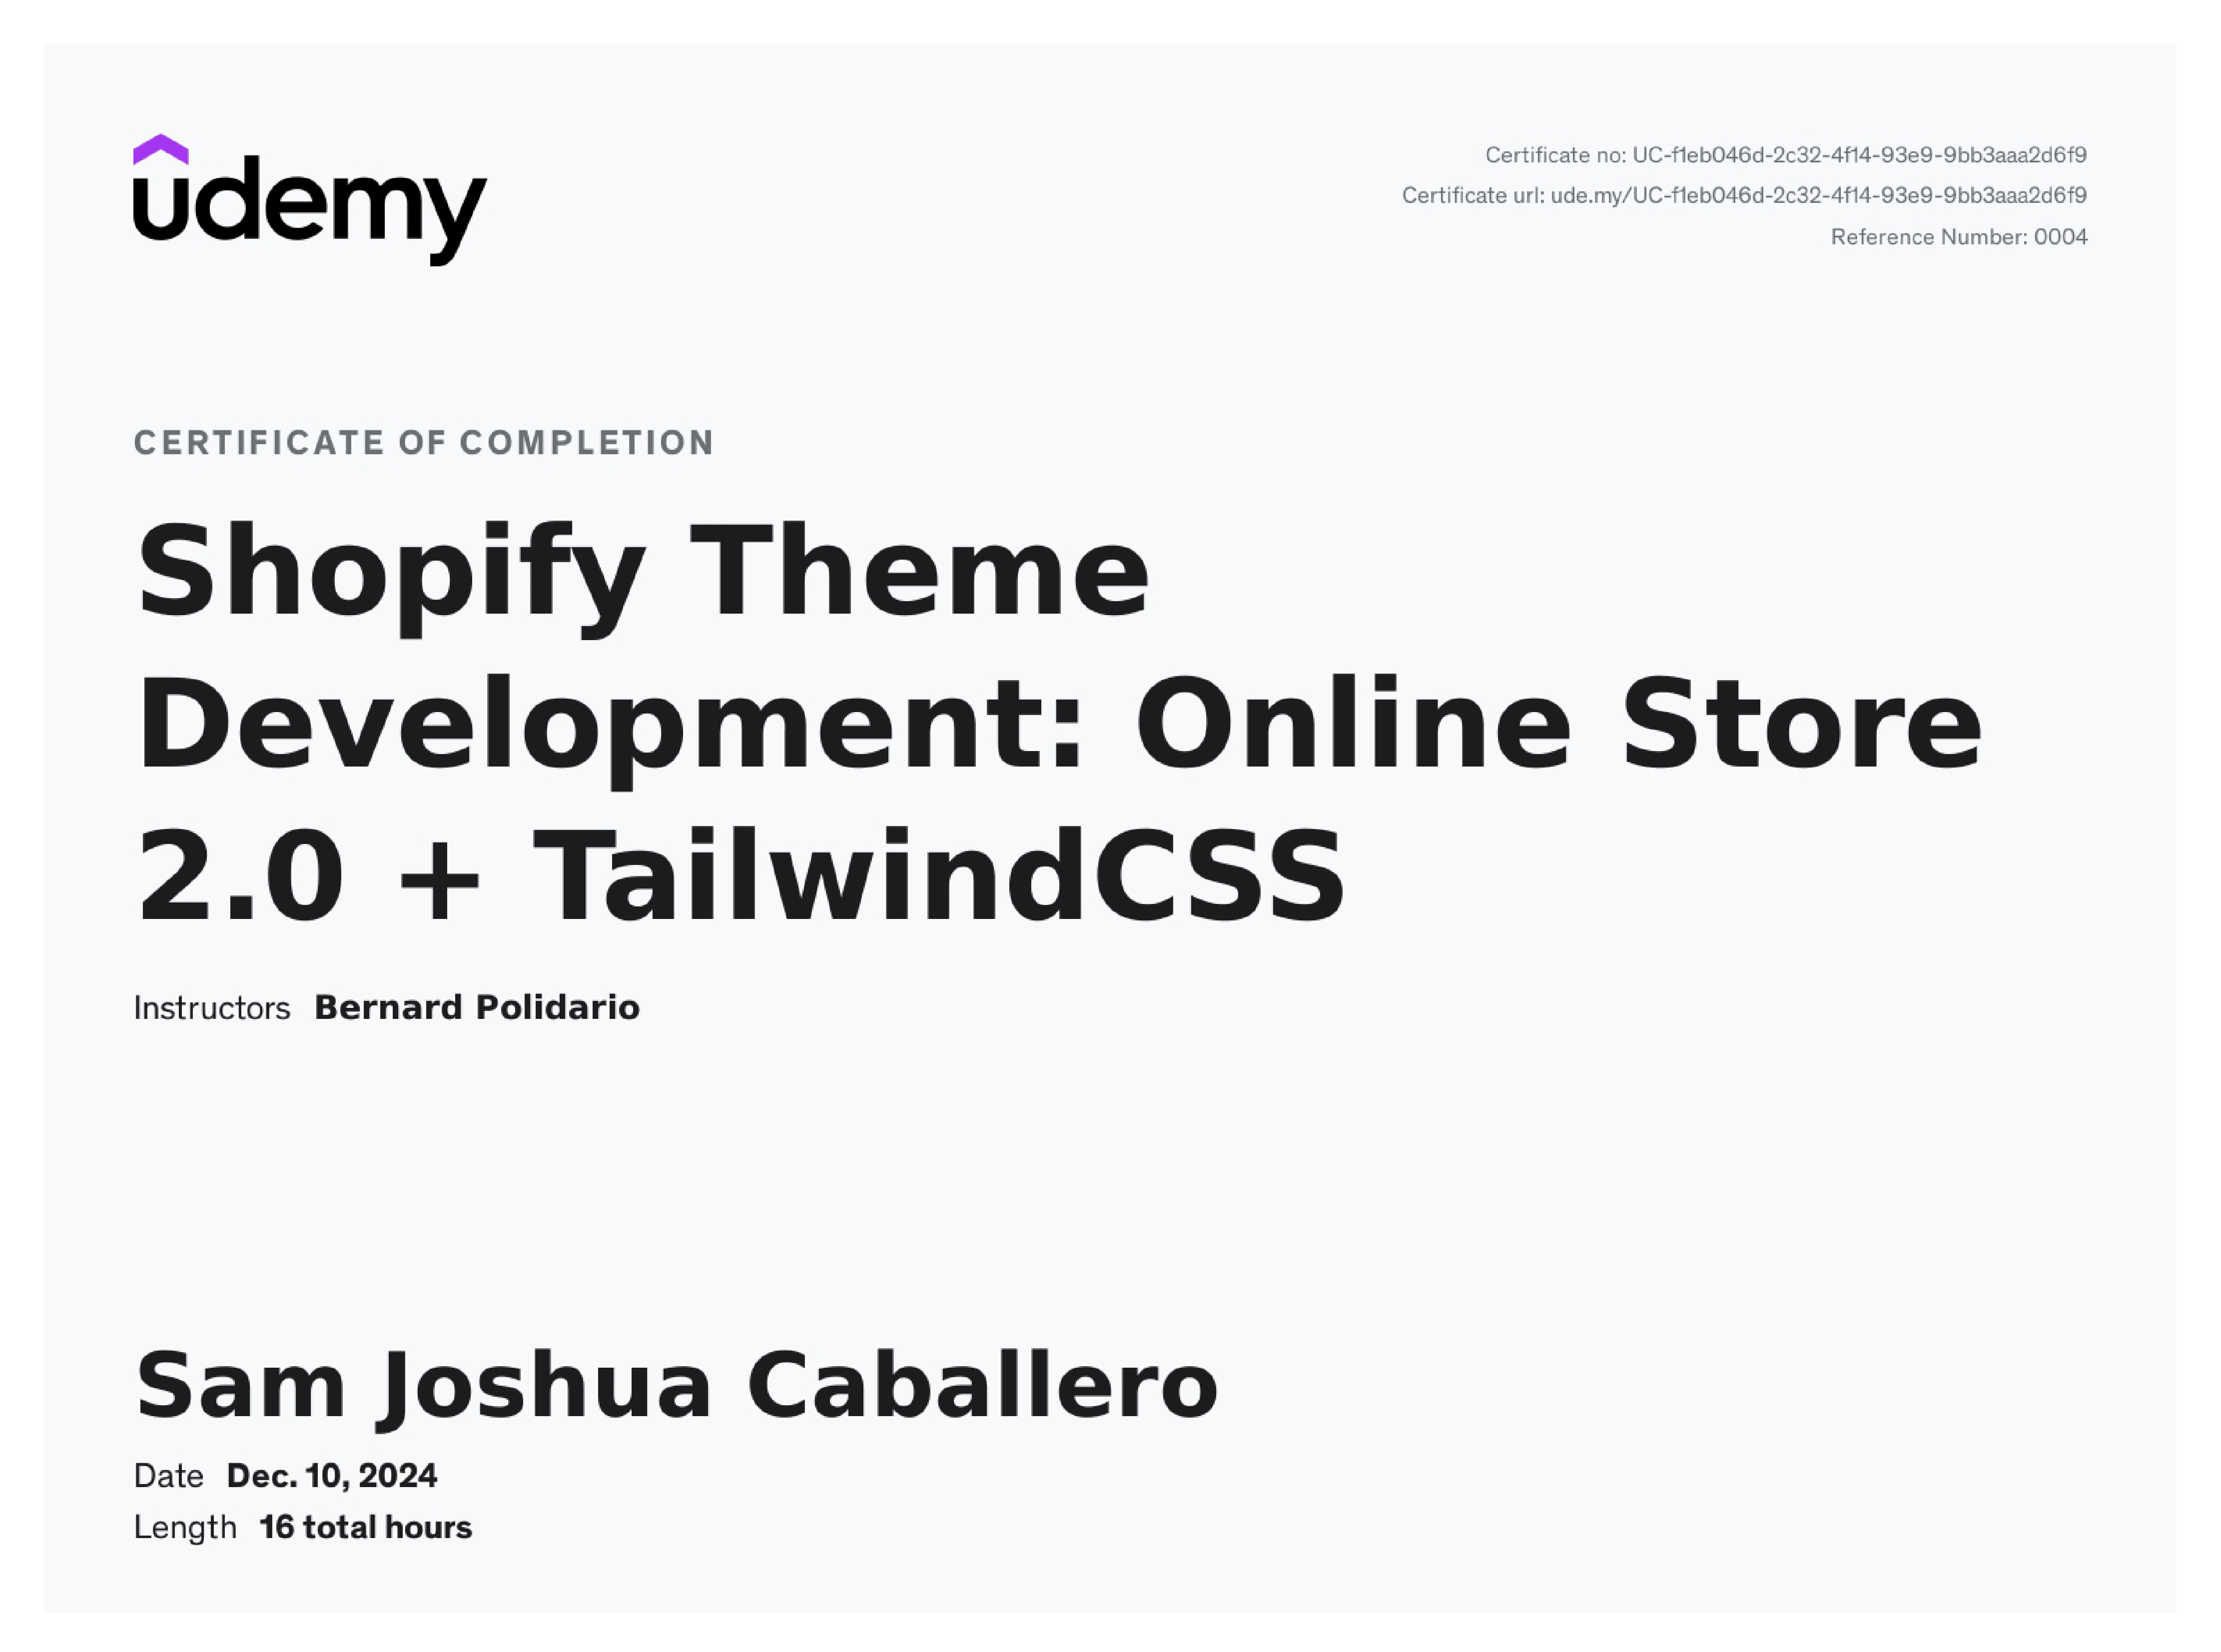 udemy
Certificate no: UC-f1eb046d-2c32-4f14-93e9-9bb3aaa2d6f9
Certificate url: ude.my/UC-f1eb046d-2c32-4f14-93e9-9bb3aaa2d6f9
Reference Number: 0004
CERTIFICATE OF COMPLETION
Shopify Theme
Development: Online Store
2.0 + TailwindCSS
Instructors Bernard Polidario
Sam Joshua Caballero
Date Dec. 10, 2024
Length 16 total hours